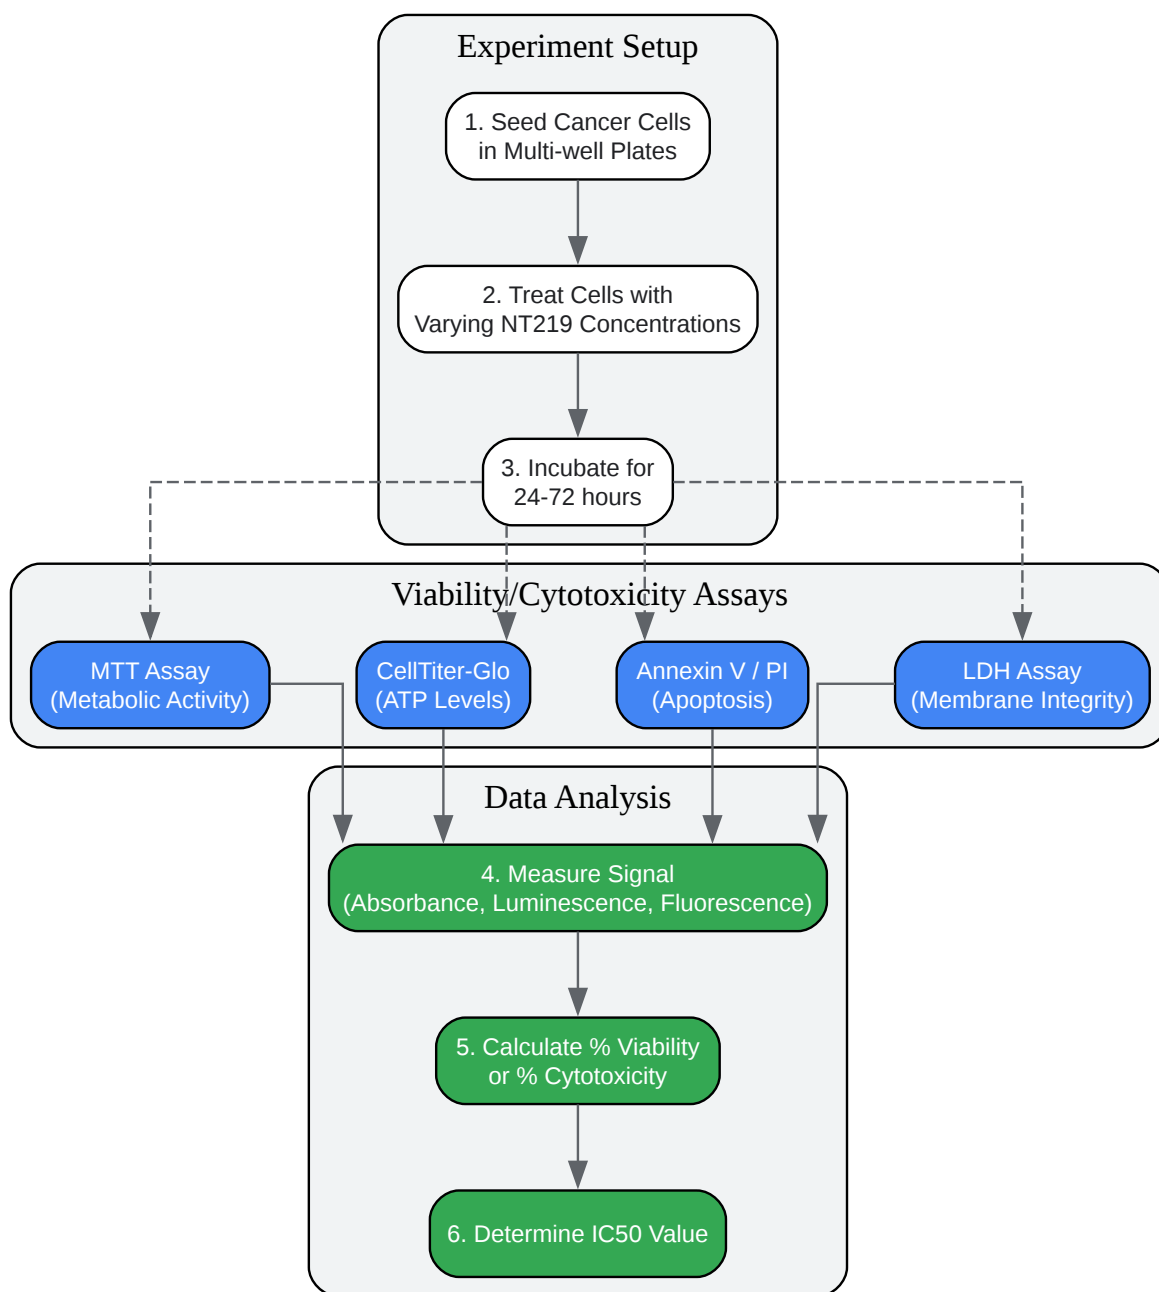 Experiment Setup
1. Seed Cancer Cells
in Multi-well Plates
2. Treat Cells with
Varying NT219 Concentrations
3. Incubate for
24-72 hours
Viability/Cytotoxicity Assays
MTT Assay
(Metabolic Activity)
CellTiter-Glo
(ATP Levels)
Annexin V / PI
(Apoptosis)
LDH Assay
(Membrane Integrity)
Data Analysis
4. Measure Signal
(Absorbance, Luminescence, Fluorescence)
5. Calculate % Viability
or % Cytotoxicity
6. Determine IC50 Value